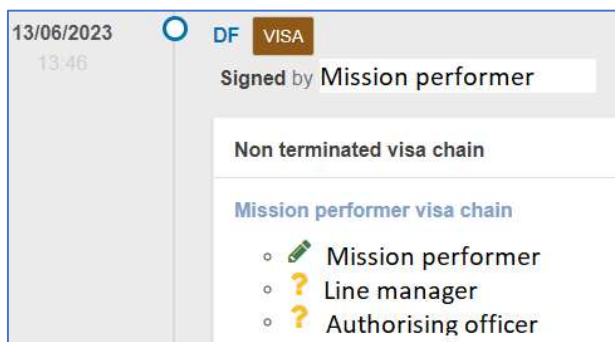 13/06/2023 DF VISA
13:46
Signed by Mission performer
Non terminated visa chain
Mission performer visa chain
Mission performer
? Line manager
? Authorising officer